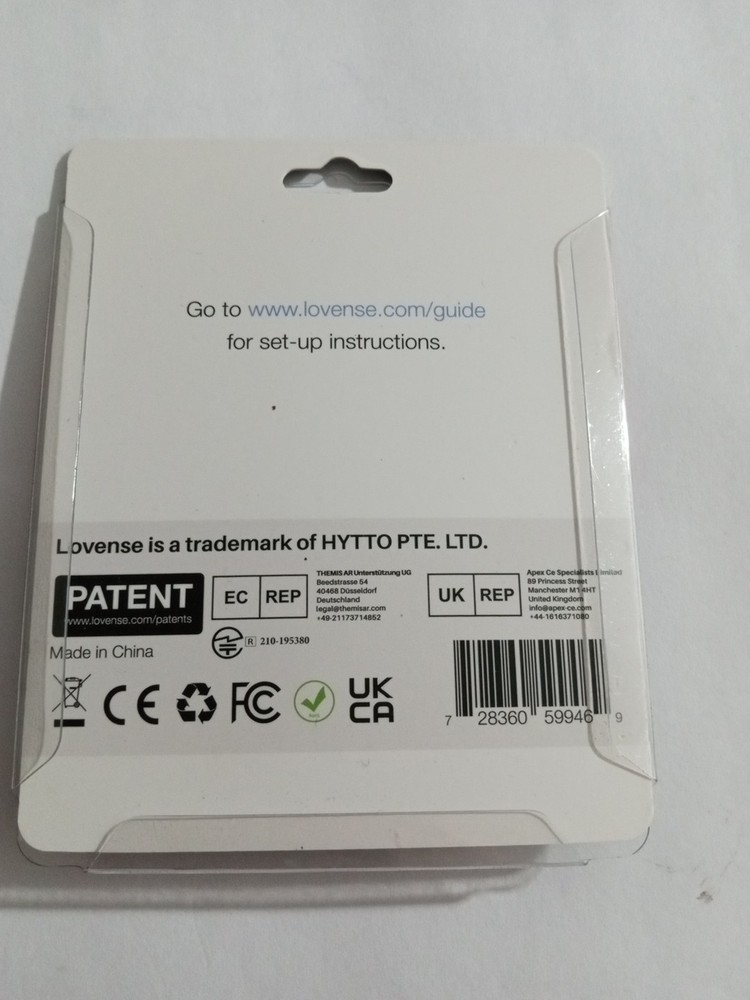 Go to www.lovense.com/guide
for set-up instructions.
Lovense is a trademark of HYTTO PTE. LTD.
PATENT
www.lovense.com/patents
EC REP
THEMIS AR Unterstützung UG
Beedstrasse 54
40468 Düsseldorf
Deutschland
legal@themisar.com
+49-21173714852
UK REP
Apex Ce Specialists Limited
89 Princess Street
Manchester M1 4HT
United Kingdom
info@apex-ce.com
+44-1616371080
R 210-195380
Made in China
CE
FC
UK
CA
7 28360 59946 9